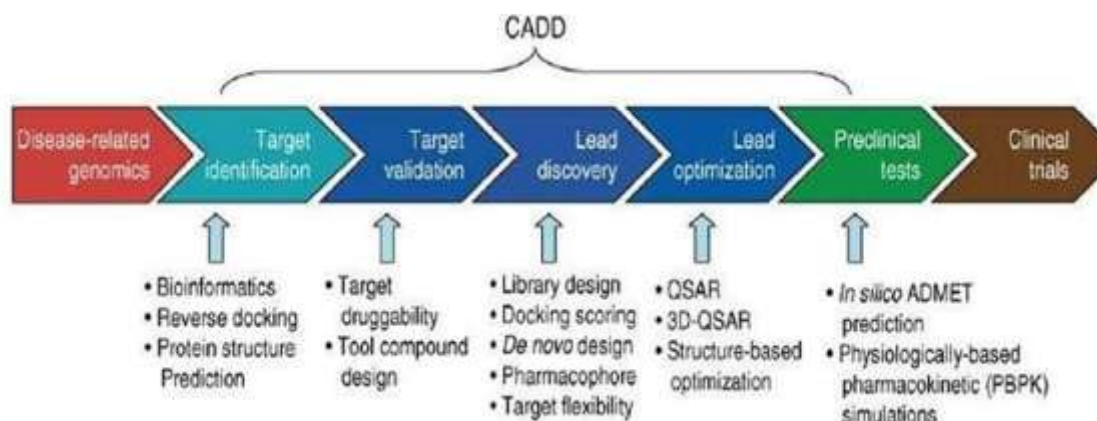 CADD
Disease-related
genomics
Target
identification
Target
validation
Lead
discovery
Lead
optimization
Preclinical
tests
Clinical
trials
• Bioinformatics
• Reverse docking
• Protein structure
Prediction
• Target
druggability
• Tool compound
design
• Library design
• Docking scoring
• De novo design
• Pharmacophore
• Target flexibility
• QSAR
• 3D-QSAR
• Structure-based
optimization
• In silico ADMET
prediction
• Physiologically-based
pharmacokinetic (PBPK)
simulations